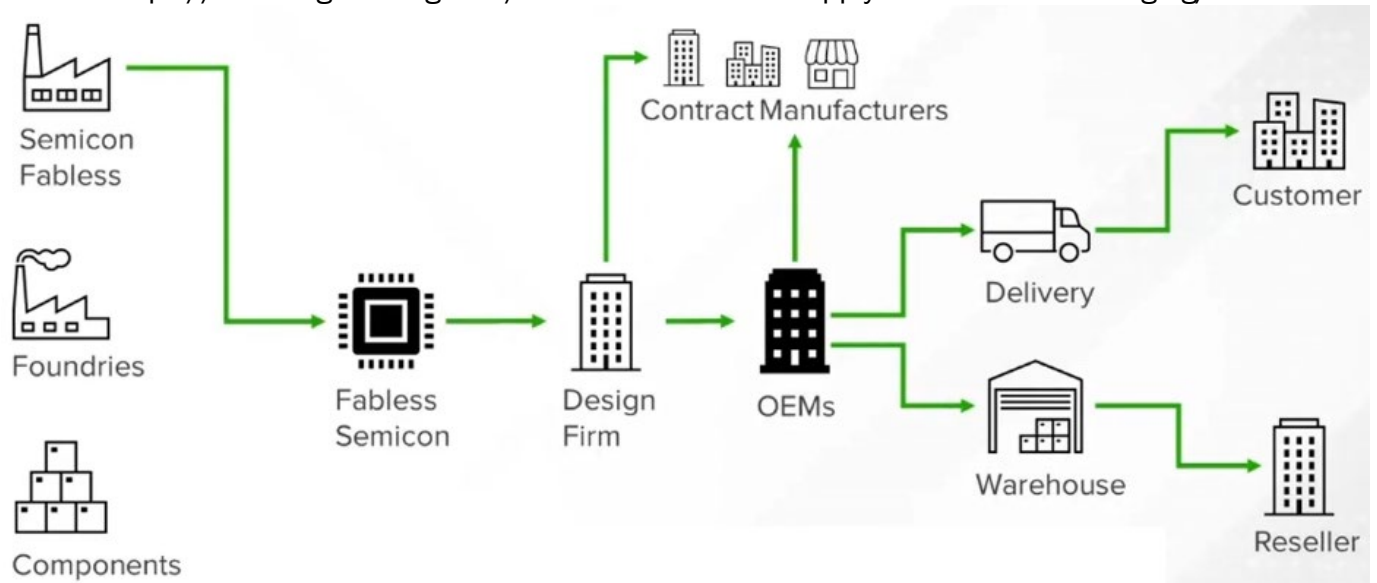 Contract Manufacturers
Semicon
Fabless
Customer
Delivery
Foundries
Fabless
Semicon
Design
Firm
OEMs
Warehouse
Reseller
Components